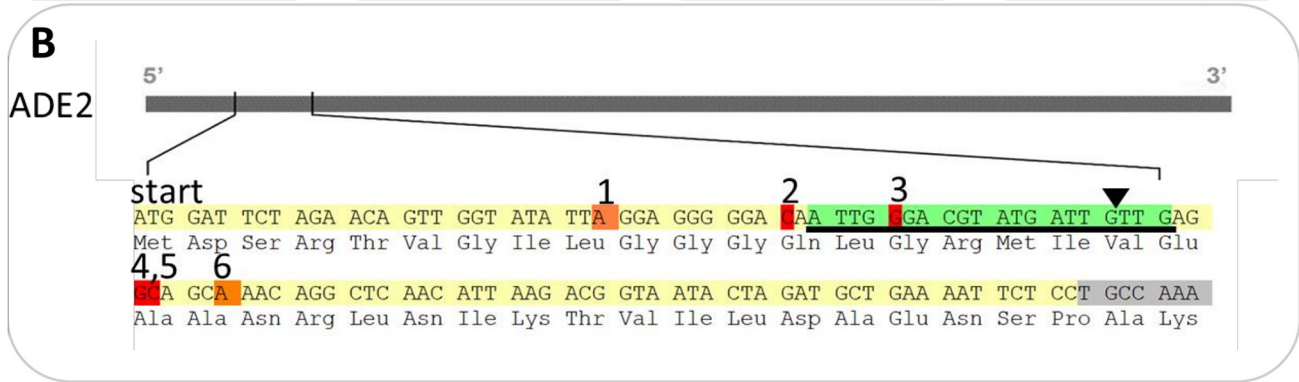 B
5' 3'
ADE2
start 1 2 3
ATG GAT TCT AGA ACA GTT GGT ATA TTA GGA GGG GGA CAA TTG GGA CGT ATG ATT GTT GAG
Met Asp Ser Arg Thr Val Gly Ile Leu Gly Gly Gly Gln Leu Gly Arg Met Ile Val Glu
4,5 6
GCA GCA AAC AGG CTC AAC ATT AAG ACG GTA ATA CTA GAT GCT GAA AAT TCT CCT GCC AAA
Ala Ala Asn Arg Leu Asn Ile Lys Thr Val Ile Leu Asp Ala Glu Asn Ser Pro Ala Lys